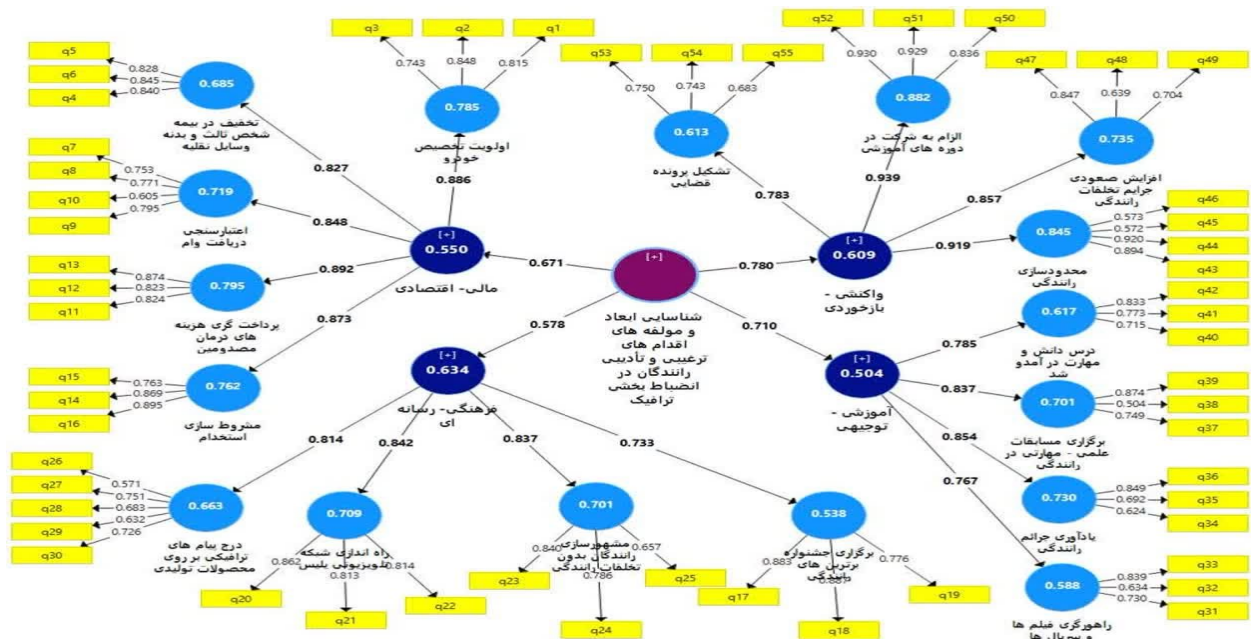 q3
q2
q1
0.743
0.848
0.815
0.785
اولویت تخصیص
خودرو
0.886
q5
q6
q4
0.828
0.845
0.840
0.685
تخفیف در بیمه
شخص ثالث و بدنه
وسایل نقلیه
0.827
q7
q8
q10
q9
0.753
0.771
0.605
0.795
0.719
اعتبارسنجی
دریافت وام
0.848
q13
q12
q11
0.874
0.823
0.824
0.795
پرداخت گری هزینه
های درمان
مصدومین
0.892
q15
q14
q16
0.763
0.869
0.895
0.762
مشروط سازی
استخدام
0.873
[+]
0.550
مالی- اقتصادی
0.671
q53
q54
q55
0.750
0.743
0.683
0.613
تشکیل پرونده
قضایی
0.783
q52
q51
q50
0.930
0.929
0.836
0.882
الزام به شرکت در
دوره های آموزشی
0.939
q47
q48
q49
0.847
0.639
0.704
0.735
افزایش صعودی
جرایم تخلفات
رانندگی
0.857
q46
q45
q44
q43
0.573
0.572
0.920
0.894
0.845
محدودسازی
رانندگی
0.919
[+]
0.609
واکنشی -
بازخوردی
0.780
[+]
شناسایی ابعاد
و مولفه های
اقدام های
ترغیبی و تأدیبی
رانندگان در
انضباط بخشی
ترافیک
0.578
0.710
[+]
0.634
فرهنگی- رسانه
ای
[+]
0.504
آموزشی -
توجیهی
q42
q41
q40
0.833
0.773
0.715
0.617
درس دانش و
مهارت در آمدو
شد
0.785
q39
q38
q37
0.874
0.504
0.749
0.701
برگزاری مسابقات
علمی - مهارتی در
رانندگی
0.837
q36
q35
q34
0.849
0.692
0.624
0.730
یادآوری جرائم
رانندگی
0.854
q33
q32
q31
0.839
0.634
0.730
0.588
راهورگری فیلم ها
و سریال ها
0.767
q26
q27
q28
q29
q30
0.571
0.751
0.683
0.632
0.726
0.663
درج پیام های
ترافیکی بر روی
محصولات تولیدی
0.814
0.709
راه اندازی شبکه
تلویزیونی پلیس
0.842
0.862
0.813
0.814
q20
q21
q22
0.701
مشهورسازی
رانندگان بدون
تخلفات رانندگی
0.837
0.840
0.786
0.657
q23
q24
q25
0.538
برگزاری جشنواره
برترین های
رانندگی
0.733
0.883
0.776
q17
q18
q19